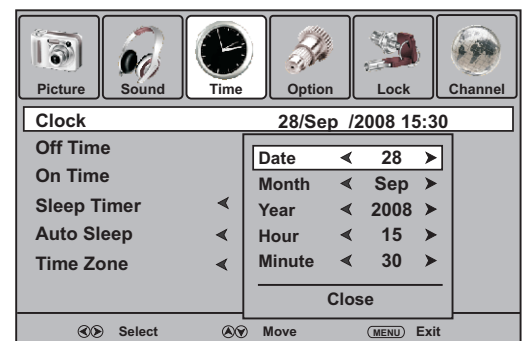 Picture Sound Time Option Lock Channel
Clock 28/Sep /2008 15:30
Off Time
On Time
Sleep Timer
Auto Sleep
Time Zone
Date 28
Month Sep
Year 2008
Hour 15
Minute 30
Close
Select Move MENU Exit